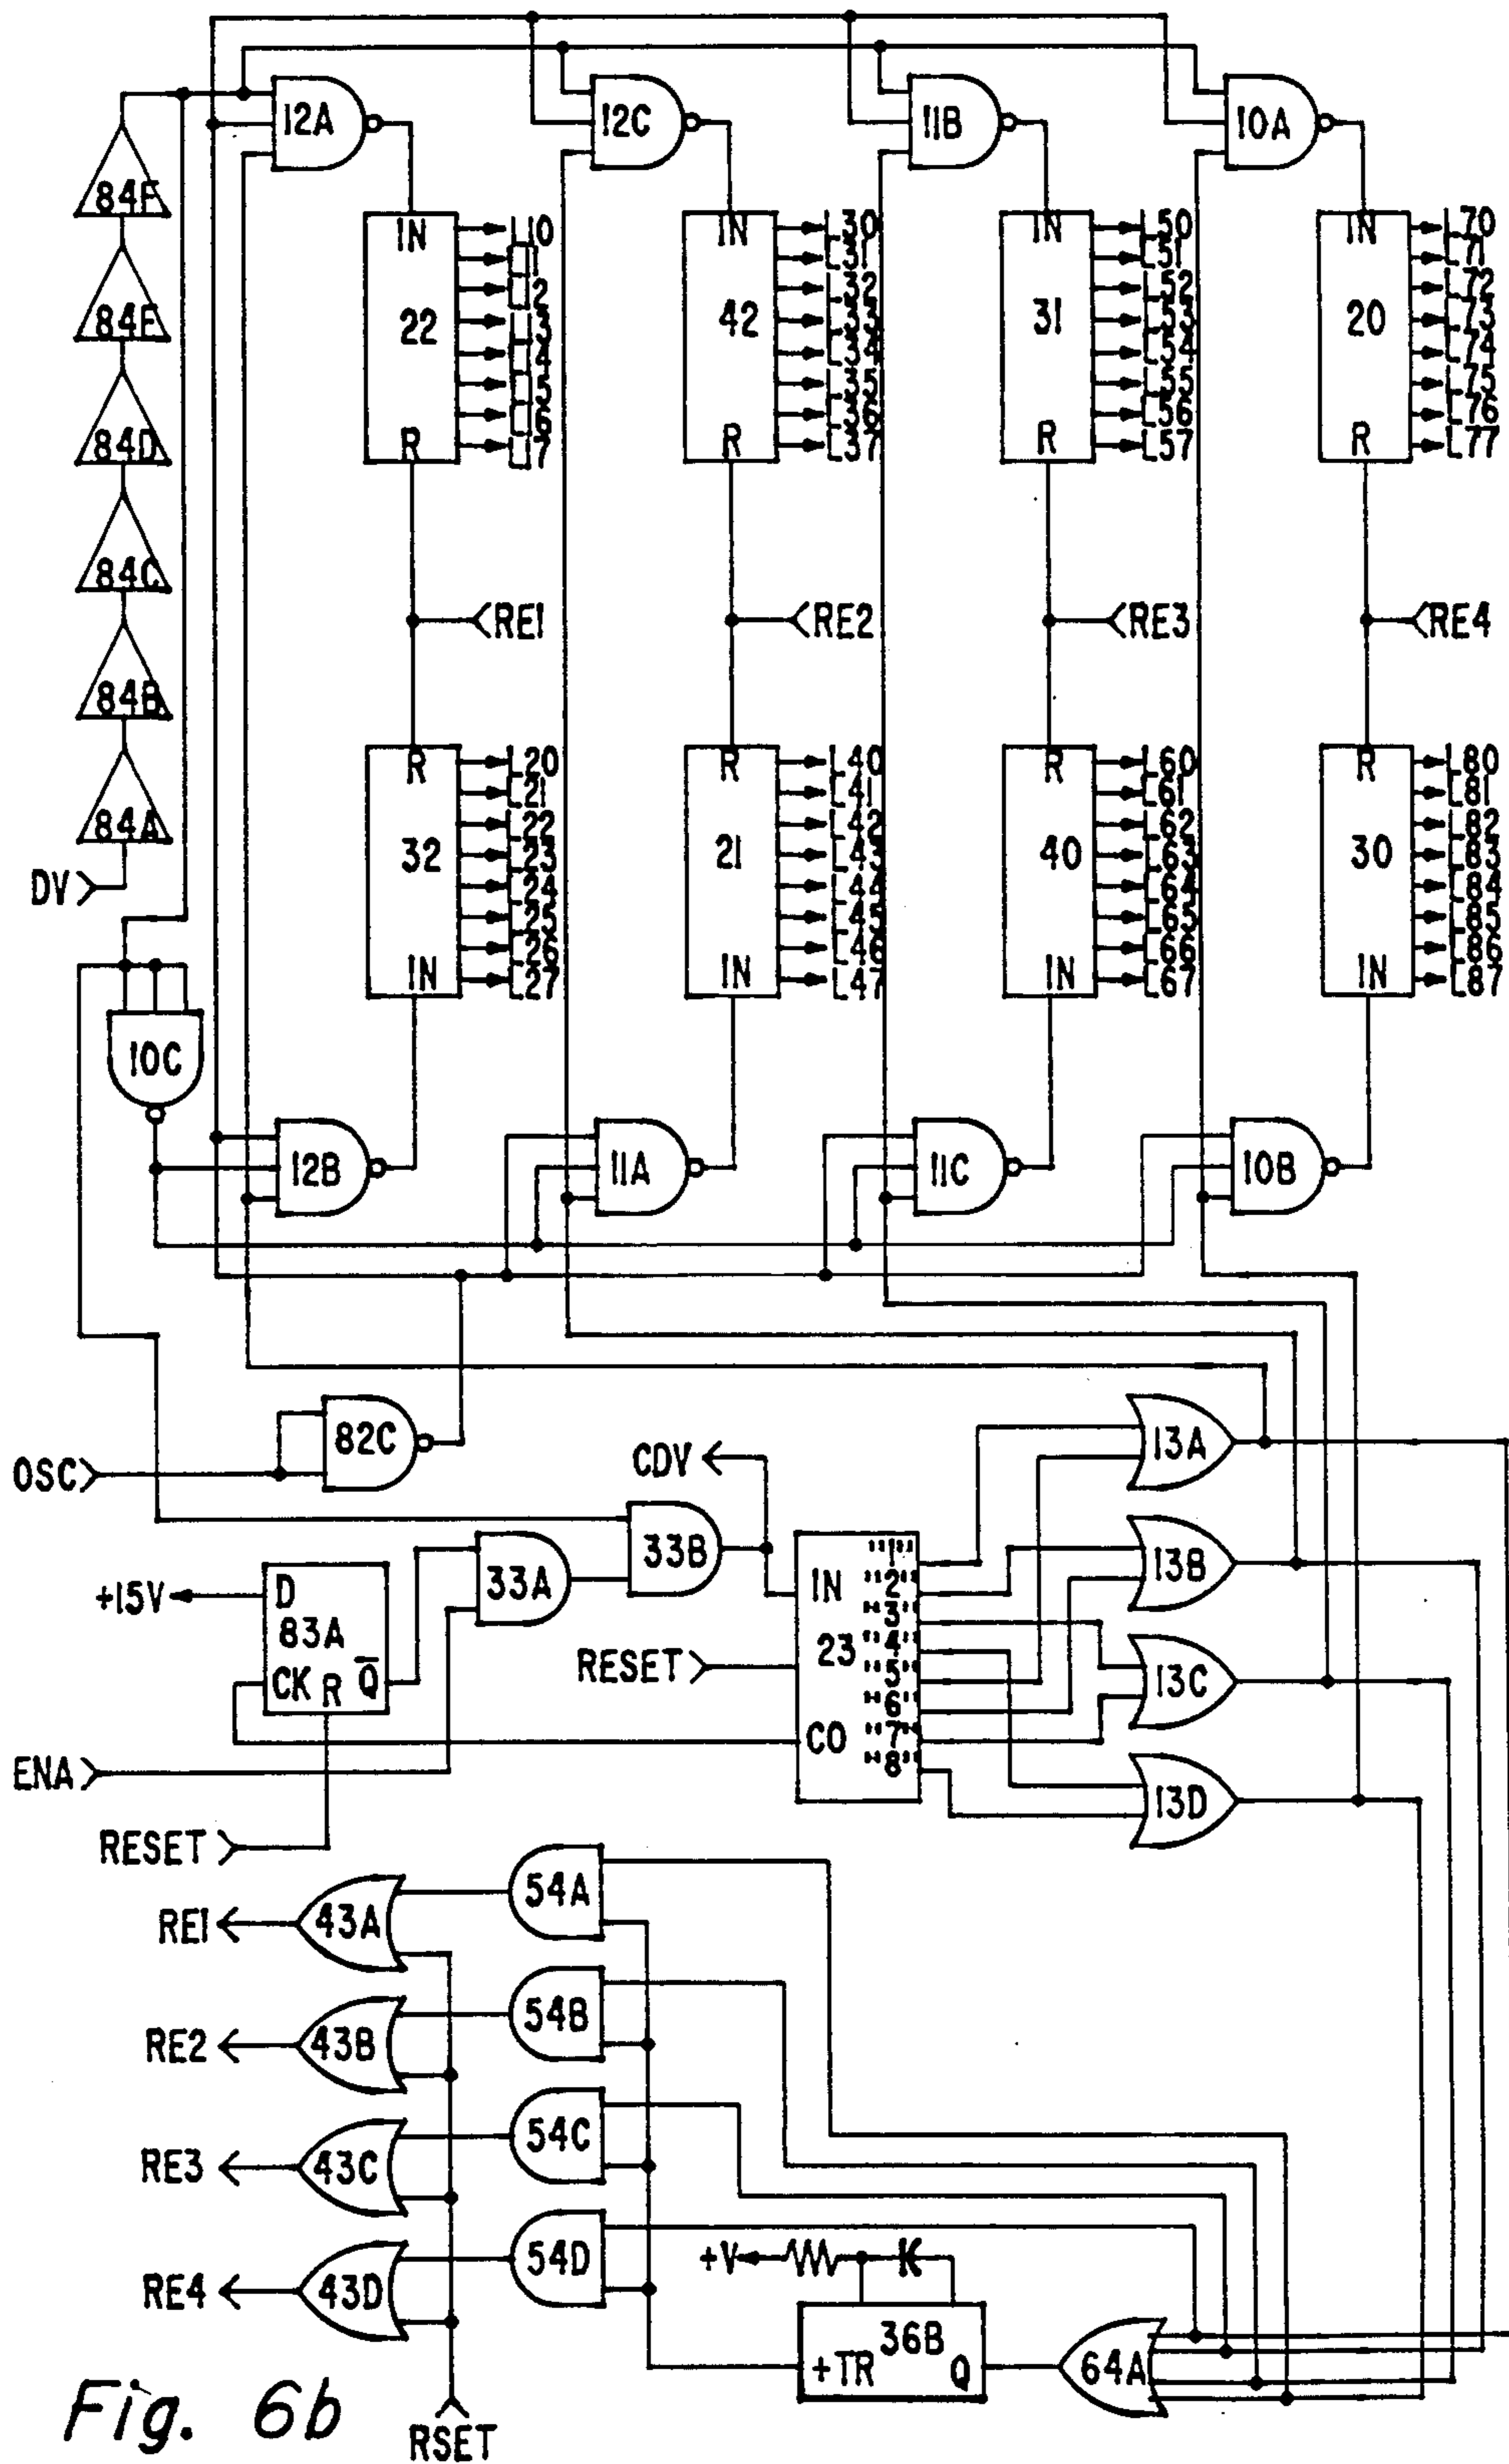 12A 12C 11B 10A
84F
84E
84D
84C
84B
84A
DV
IN IN IN IN
22 42 31 20
R R R R
L10
L11
L12
L13
L14
L15
L16
L17
L30
L31
L32
L33
L34
L35
L36
L37
L50
L51
L52
L53
L54
L55
L56
L57
L70
L71
L72
L73
L74
L75
L76
L77
RE1 RE2 RE3 RE4
R R R R
32 21 40 30
IN IN IN IN
L20
L21
L22
L23
L24
L25
L26
L27
L40
L41
L42
L43
L44
L45
L46
L47
L60
L61
L62
L63
L64
L65
L66
L67
L80
L81
L82
L83
L84
L85
L86
L87
10C
12B 11A 11C 10B
OSC
82C
CDV
33B
33A
+15V
D
83A
CK R Q̅
RESET
IN
23
CO
"1"
"2"
"3"
"4"
"5"
"6"
"7"
"8"
13A
13B
13C
13D
ENA
RESET
RE1 43A 54A
RE2 43B 54B
RE3 43C 54C
RE4 43D 54D
+V
36B
+TR Q
64A
RSET
Fig. 6b